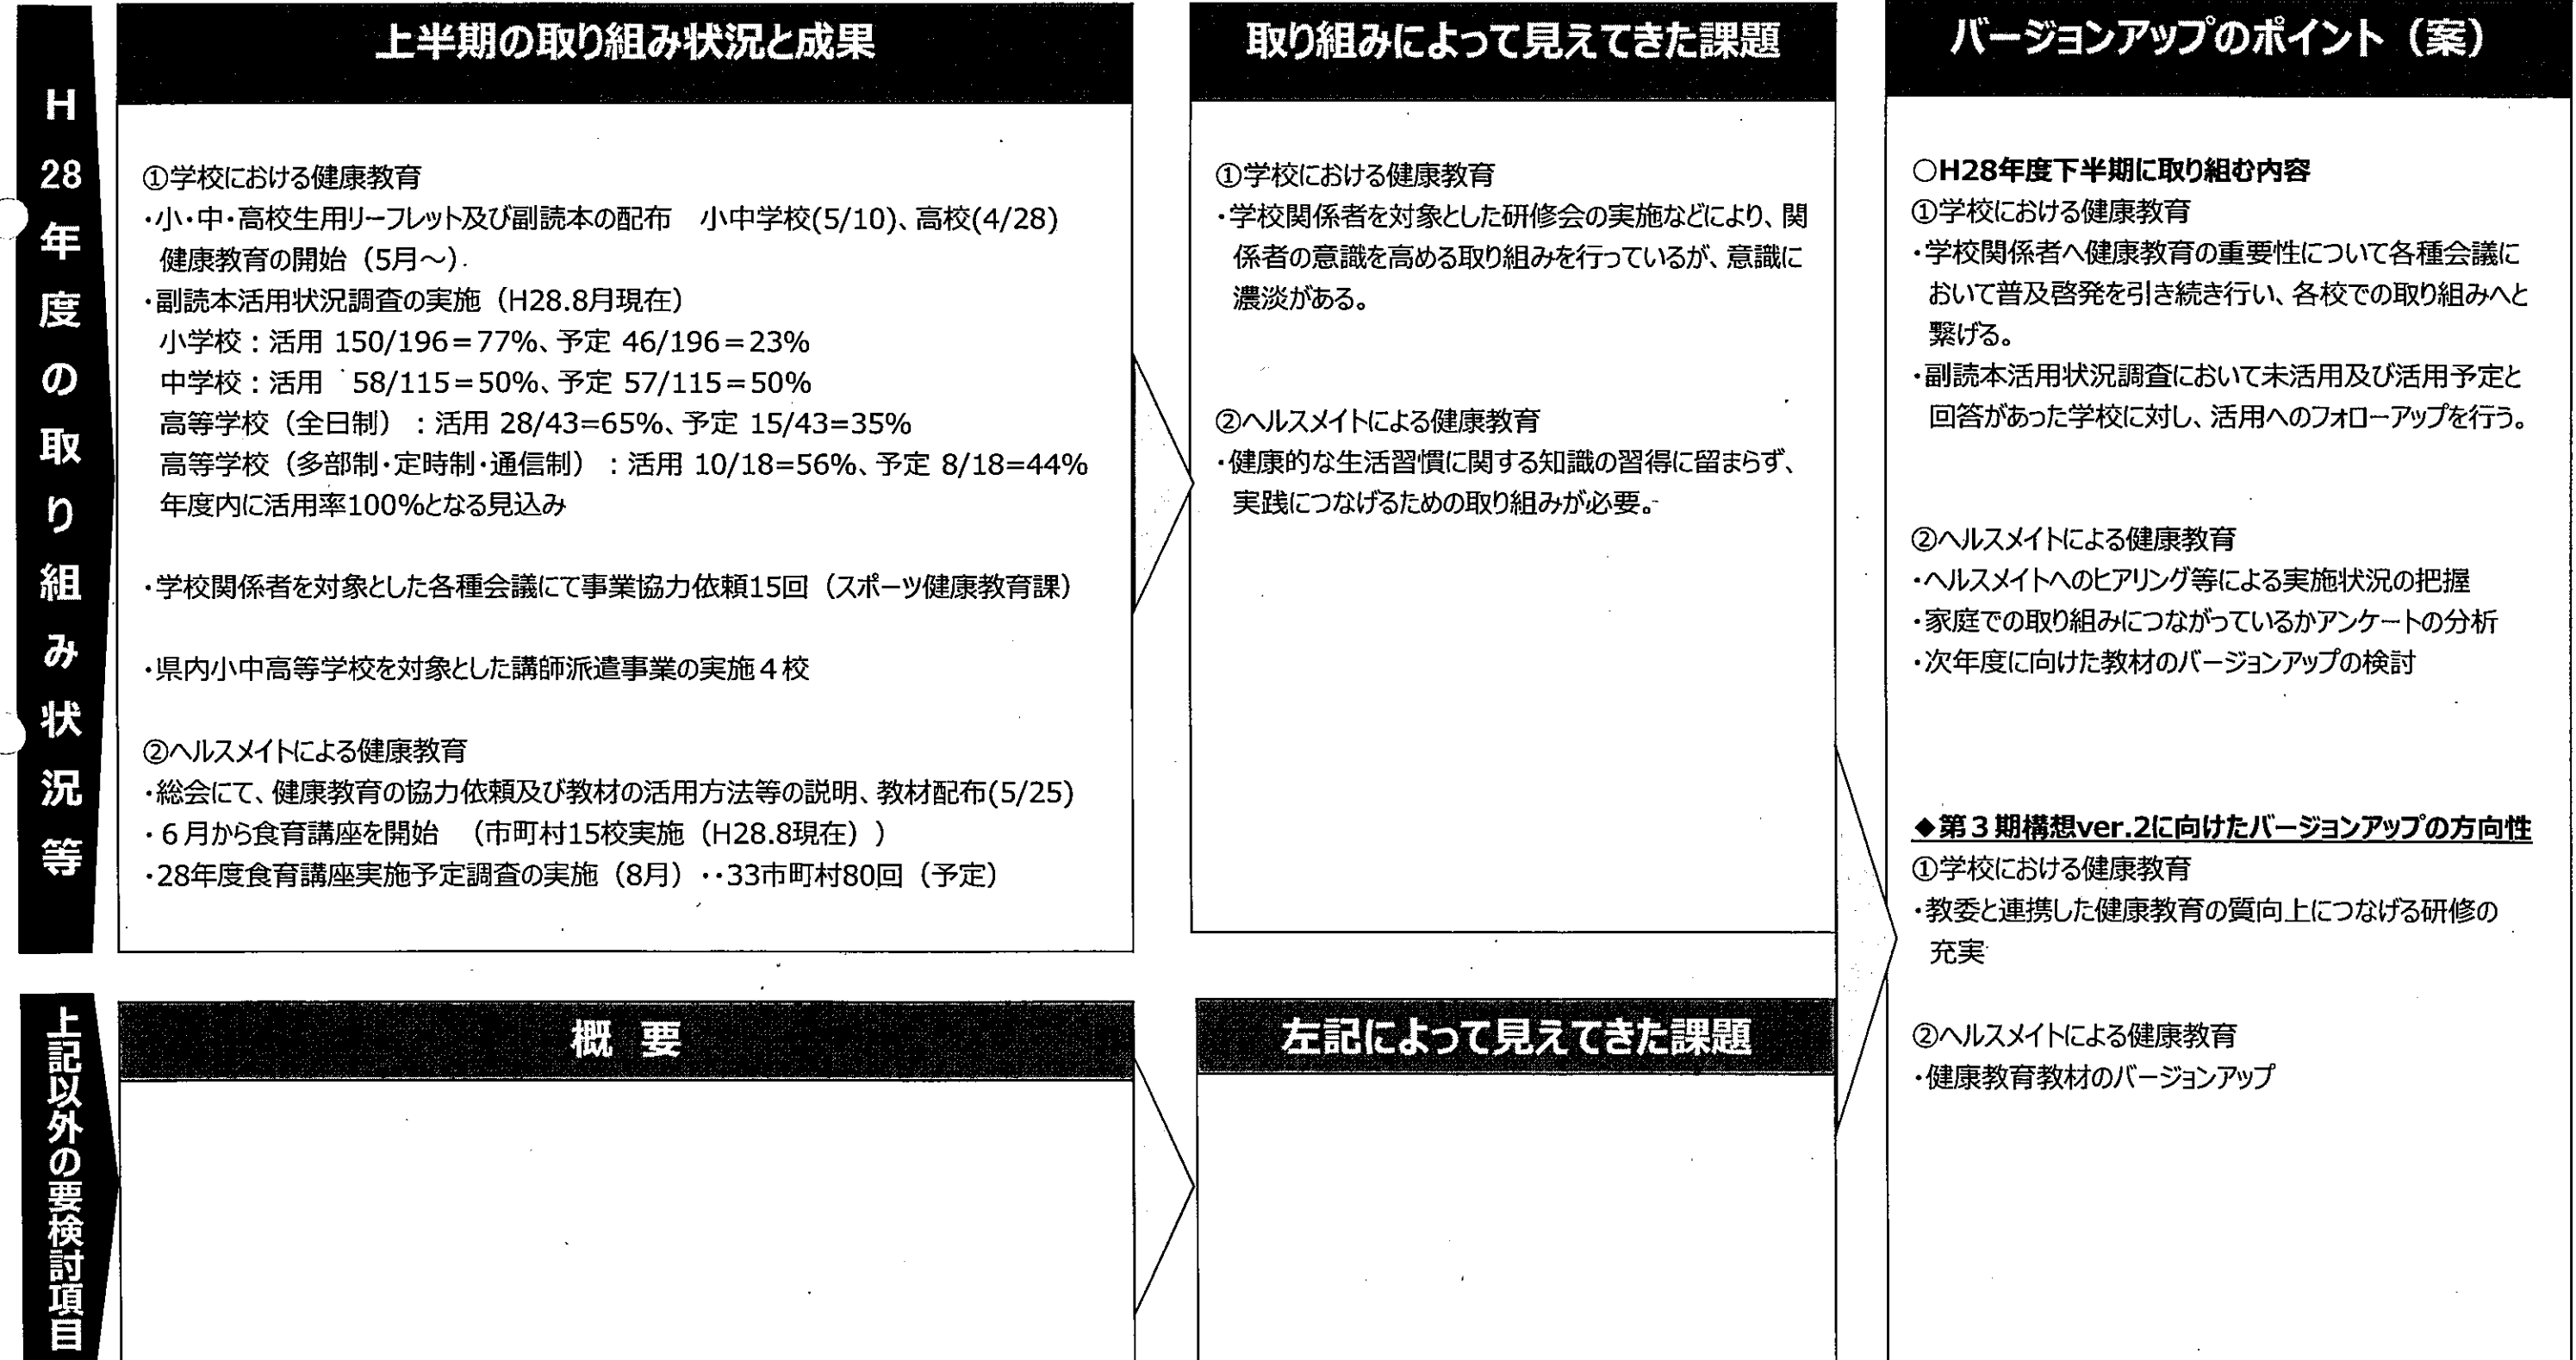 H28年度の取り組み状況等
上半期の取り組み状況と成果
①学校における健康教育
・小・中・高校生用リーフレット及び副読本の配布　小中学校(5/10)、高校(4/28)
健康教育の開始（5月～）
・副読本活用状況調査の実施（H28.8月現在）
小学校：活用 150/196＝77%、予定 46/196＝23%
中学校：活用　58/115＝50%、予定 57/115＝50%
高等学校（全日制）：活用 28/43=65%、予定 15/43=35%
高等学校（多部制・定時制・通信制）：活用 10/18=56%、予定 8/18=44%
年度内に活用率100%となる見込み
・学校関係者を対象とした各種会議にて事業協力依頼15回（スポーツ健康教育課）
・県内小中高等学校を対象とした講師派遣事業の実施４校
②ヘルスメイトによる健康教育
・総会にて、健康教育の協力依頼及び教材の活用方法等の説明、教材配布(5/25)
・６月から食育講座を開始　（市町村15校実施（H28.8現在））
・28年度食育講座実施予定調査の実施（8月）・・33市町村80回（予定）
取り組みによって見えてきた課題
①学校における健康教育
・学校関係者を対象とした研修会の実施などにより、関
係者の意識を高める取り組みを行っているが、意識に
濃淡がある。
②ヘルスメイトによる健康教育
・健康的な生活習慣に関する知識の習得に留まらず、
実践につなげるための取り組みが必要。
バージョンアップのポイント（案）
○H28年度下半期に取り組む内容
①学校における健康教育
・学校関係者へ健康教育の重要性について各種会議に
おいて普及啓発を引き続き行い、各校での取り組みへと
繋げる。
・副読本活用状況調査において未活用及び活用予定と
回答があった学校に対し、活用へのフォローアップを行う。
②ヘルスメイトによる健康教育
・ヘルスメイトへのヒアリング等による実施状況の把握
・家庭での取り組みにつながっているかアンケートの分析
・次年度に向けた教材のバージョンアップの検討
◆第３期構想ver.2に向けたバージョンアップの方向性
①学校における健康教育
・教委と連携した健康教育の質向上につなげる研修の
充実
②ヘルスメイトによる健康教育
・健康教育教材のバージョンアップ
上記以外の要検討項目
概　要
左記によって見えてきた課題